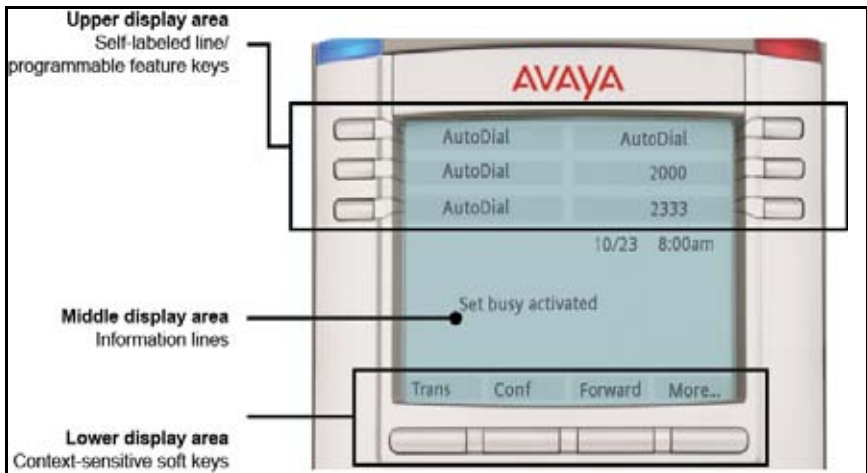 Upper display area
Self-labeled line/
programmable feature keys
AVAYA
AutoDial AutoDial
AutoDial 2000
AutoDial 2333
10/23 8:00am
Set busy activated
Middle display area
Information lines
Trans Conf Forward More...
Lower display area
Context-sensitive soft keys